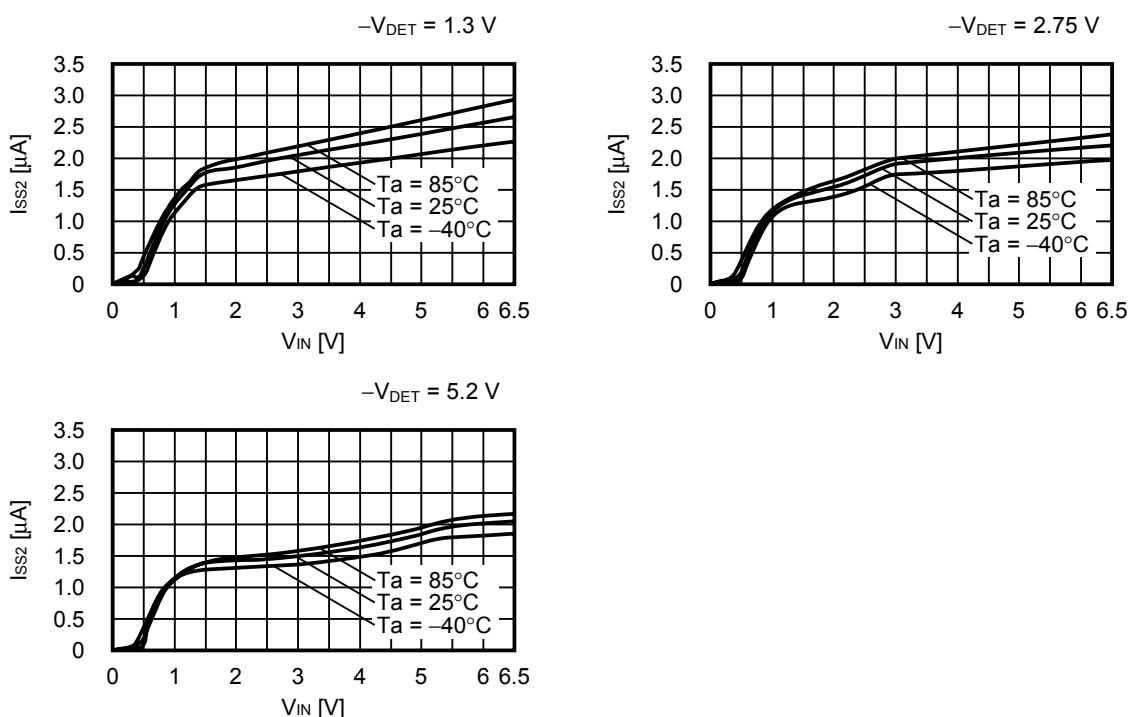 −VDET = 1.3 V
3.5
3.0
2.5
2.0
1.5
1.0
0.5
0
ISS2 [μA]
Ta = 85°C
Ta = 25°C
Ta = −40°C
0 1 2 3 4 5 6 6.5
VIN [V]
−VDET = 2.75 V
3.5
3.0
2.5
2.0
1.5
1.0
0.5
0
ISS2 [μA]
Ta = 85°C
Ta = 25°C
Ta = −40°C
0 1 2 3 4 5 6 6.5
VIN [V]
−VDET = 5.2 V
3.5
3.0
2.5
2.0
1.5
1.0
0.5
0
ISS2 [μA]
Ta = 85°C
Ta = 25°C
Ta = −40°C
0 1 2 3 4 5 6 6.5
VIN [V]